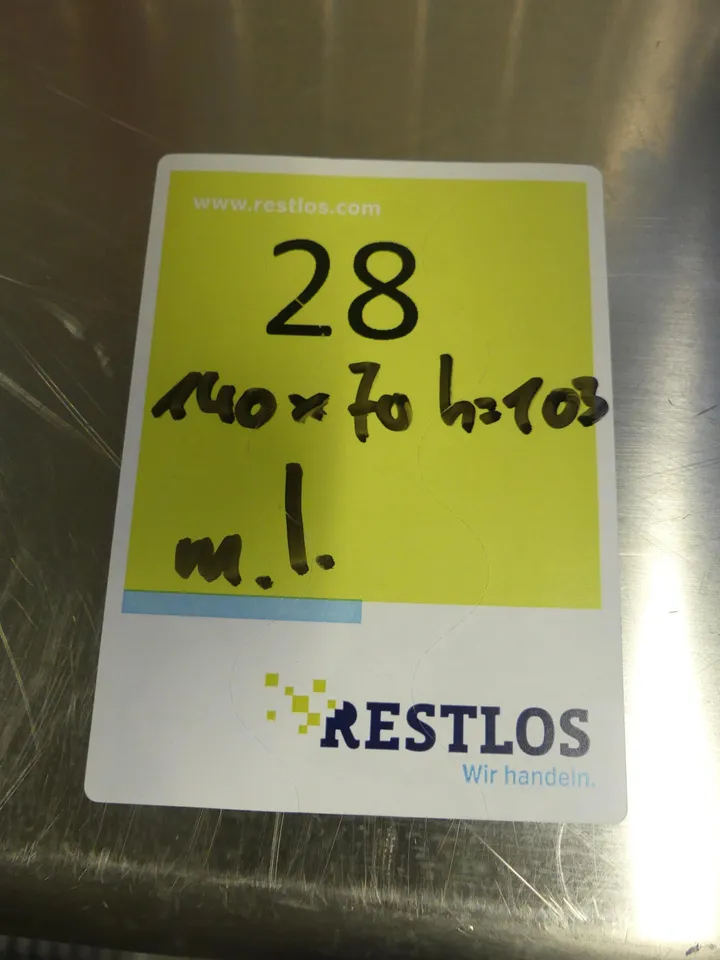 www.restlos.com
28
140 x 70 h=103
m.l.
RESTLOS
Wir handeln.